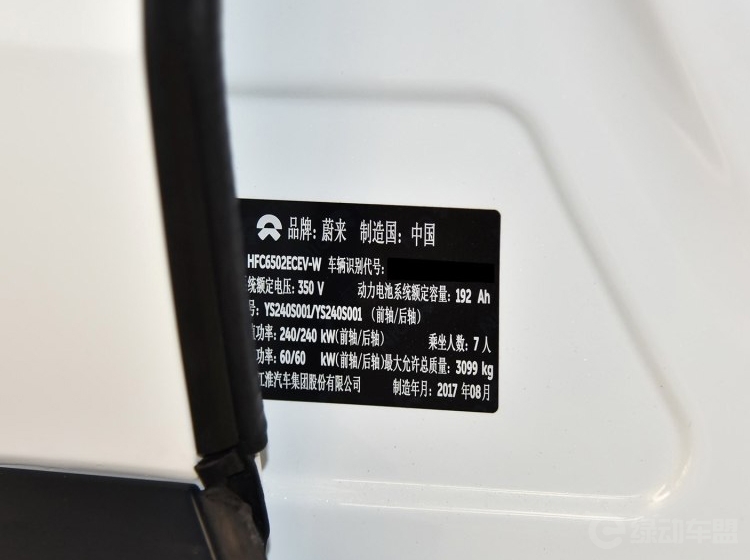 品牌：蔚来 制造国：中国
HFC6502ECEV-W 车辆识别代号：
统额定电压：350 V 动力电池系统额定容量：192 Ah
号：YS240S001/YS240S001 （前轴/后轴）
功率：240/240 kW(前轴/后轴) 乘坐人数：7人
功率：60/60 kW(前轴/后轴)最大允许总质量：3099 kg
江淮汽车集团股份有限公司 制造年月：2017 年08月
绿动车盟